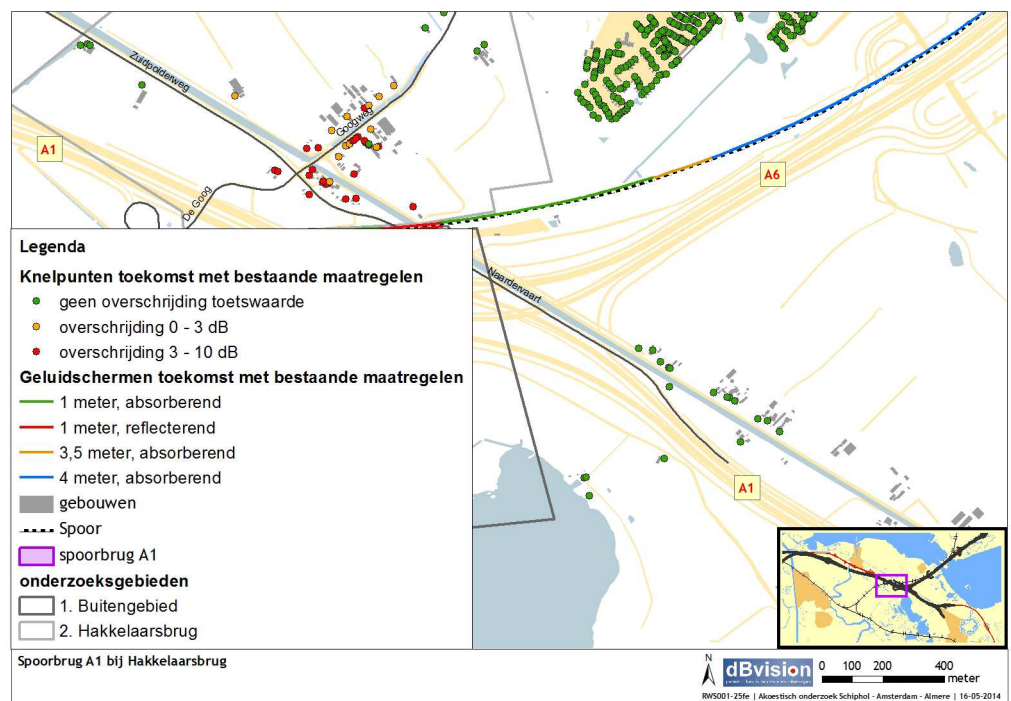 Zuidpolderweg
Googweg
A1
De Goog
A6
Naardervaart
A1
Legenda
Knelpunten toekomst met bestaande maatregelen
geen overschrijding toetswaarde
overschrijding 0 - 3 dB
overschrijding 3 - 10 dB
Geluidschermen toekomst met bestaande maatregelen
1 meter, absorberend
1 meter, reflecterend
3,5 meter, absorberend
4 meter, absorberend
gebouwen
Spoor
spoorbrug A1
onderzoeksgebieden
1. Buitengebied
2. Hakkelaarsbrug
Spoorbrug A1 bij Hakkelaarsbrug
N
dBvision
0 100 200 400
meter
RWS001-25fe | Akoestisch onderzoek Schiphol - Amsterdam - Almere | 16-05-2014